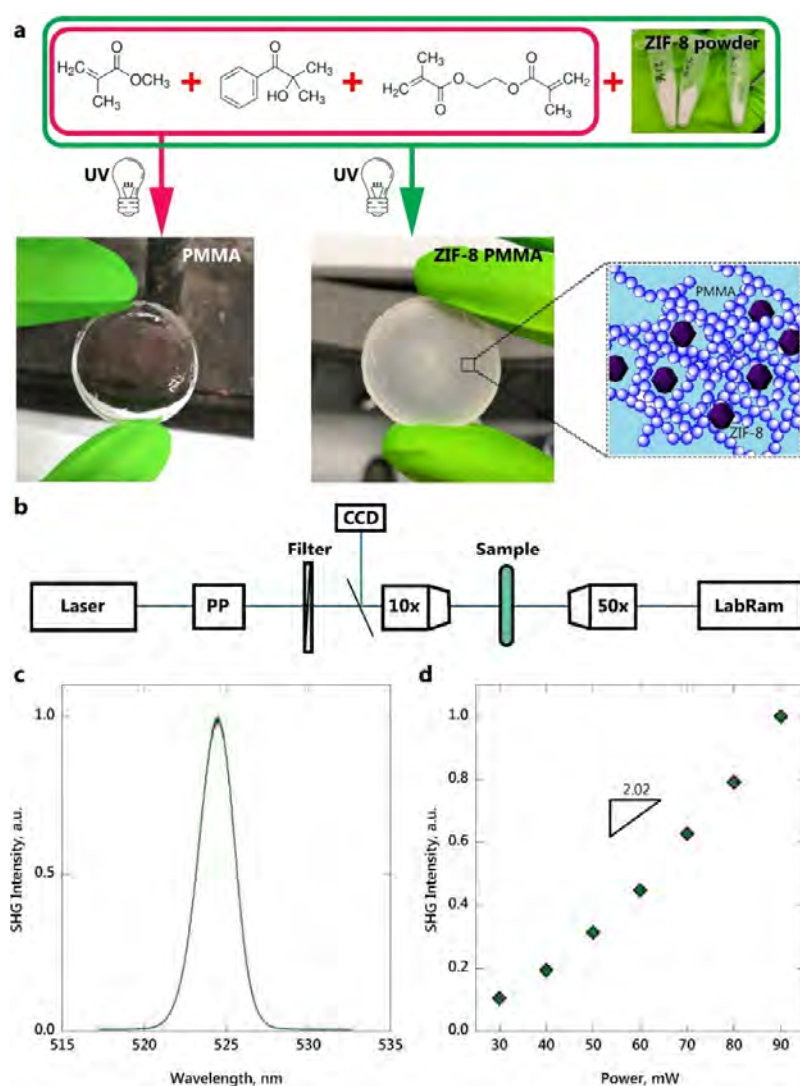 a
ZIF-8 powder
H₂C
O
O
CH₃
CH₃
+
O
HO
CH₃
CH₃
+
CH₃
H₂C
O
O
O
O
CH₂
CH₃
+
UV
UV
PMMA
ZIF-8 PMMA
PMMA
ZIF-8
b
CCD
Filter
Sample
Laser
PP
10x
50x
LabRam
c
d
SHG Intensity, a.u.
1.0
0.5
0.0
515
520
525
530
535
Wavelength, nm
SHG Intensity, a.u.
1.0
0.8
0.6
0.4
0.2
0.0
2.02
30
40
50
60
70
80
90
Power, mW